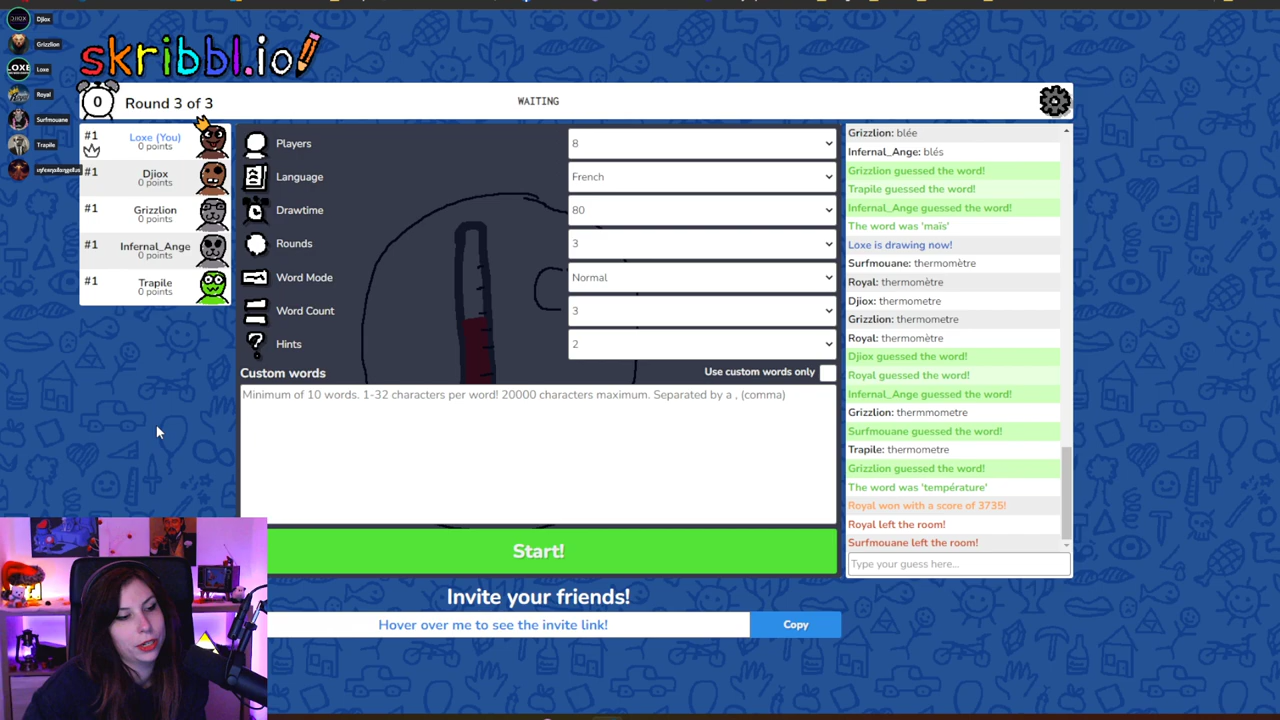 Djiox
Grizzlion
Loxe
Royal
Surfmouane
Trapile
skribbl.io
0
Round 3 of 3
WAITING
#1
Loxe (You)
0 points
#1
Djiox
0 points
#1
Grizzlion
0 points
#1
Infernal_Ange
0 points
#1
Trapile
0 points
Players
8
Language
French
Drawtime
80
Rounds
3
Word Mode
Normal
Word Count
3
Hints
2
Custom words
Use custom words only
Minimum of 10 words. 1-32 characters per word! 20000 characters maximum. Separated by a , (comma)
Start!
Invite your friends!
Hover over me to see the invite link!
Copy
Grizzlion: blée
Infernal_Ange: blés
Grizzlion guessed the word!
Trapile guessed the word!
Infernal_Ange guessed the word!
The word was 'maïs'
Loxe is drawing now!
Surfmouane: thermomètre
Royal: thermomètre
Djiox: thermometre
Grizzlion: thermometre
Royal: thermomètre
Djiox guessed the word!
Royal guessed the word!
Infernal_Ange guessed the word!
Grizzlion: thermmometre
Surfmouane guessed the word!
Trapile: thermometre
Grizzlion guessed the word!
The word was 'température'
Royal won with a score of 3735!
Royal left the room!
Surfmouane left the room!
Type your guess here...